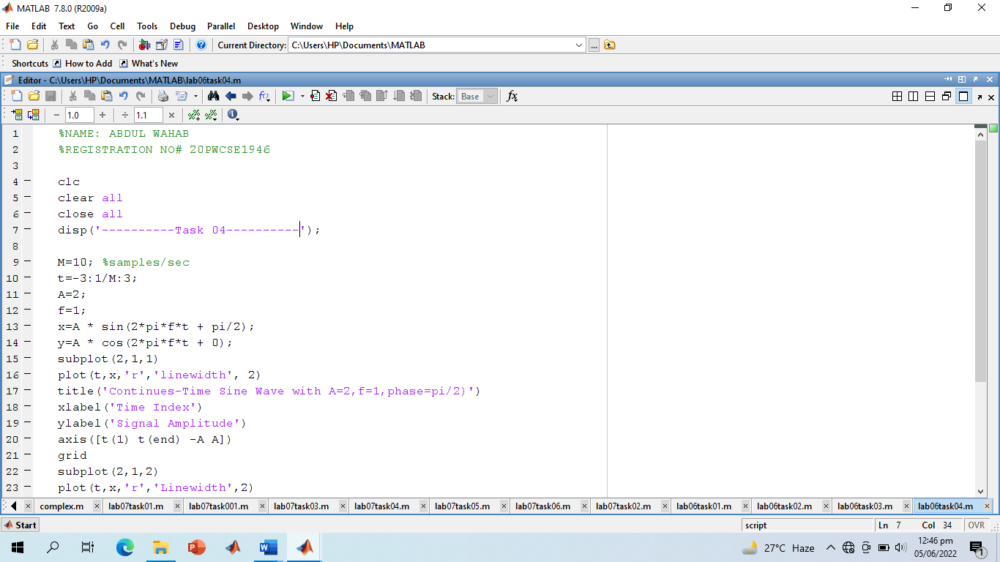 MATLAB 7.8.0 (R2009a)
File Edit Text Go Cell Tools Debug Parallel Desktop Window Help
Current Directory: C:\Users\HP\Documents\MATLAB ...
Shortcuts How to Add What's New
Editor - C:\Users\HP\Documents\MATLAB\lab06task04.m
Stack: Base fx
1.0 + ÷ 1.1 ×
1 %NAME: ABDUL WAHAB
2 %REGISTRATION NO# 20PWCSE1946
3
4 clc
5 clear all
6 close all
7 disp('----------Task 04----------');
8
9 M=10; %samples/sec
10 t=-3:1/M:3;
11 A=2;
12 f=1;
13 x=A * sin(2*pi*f*t + pi/2);
14 y=A * cos(2*pi*f*t + 0);
15 subplot(2,1,1)
16 plot(t,x,'r','linewidth', 2)
17 title('Continues-Time Sine Wave with A=2,f=1,phase=pi/2)')
18 xlabel('Time Index')
19 ylabel('Signal Amplitude')
20 axis([t(1) t(end) -A A])
21 grid
22 subplot(2,1,2)
23 plot(t,x,'r','Linewidth',2)
complex.m lab07task01.m lab07task001.m lab07task03.m lab07task04.m lab07task05.m lab07task06.m lab07task02.m lab06task01.m lab06task02.m lab06task03.m lab06task04.m
Start script Ln 7 Col 34 OVR
27°C Haze 12:46 pm
05/06/2022 1